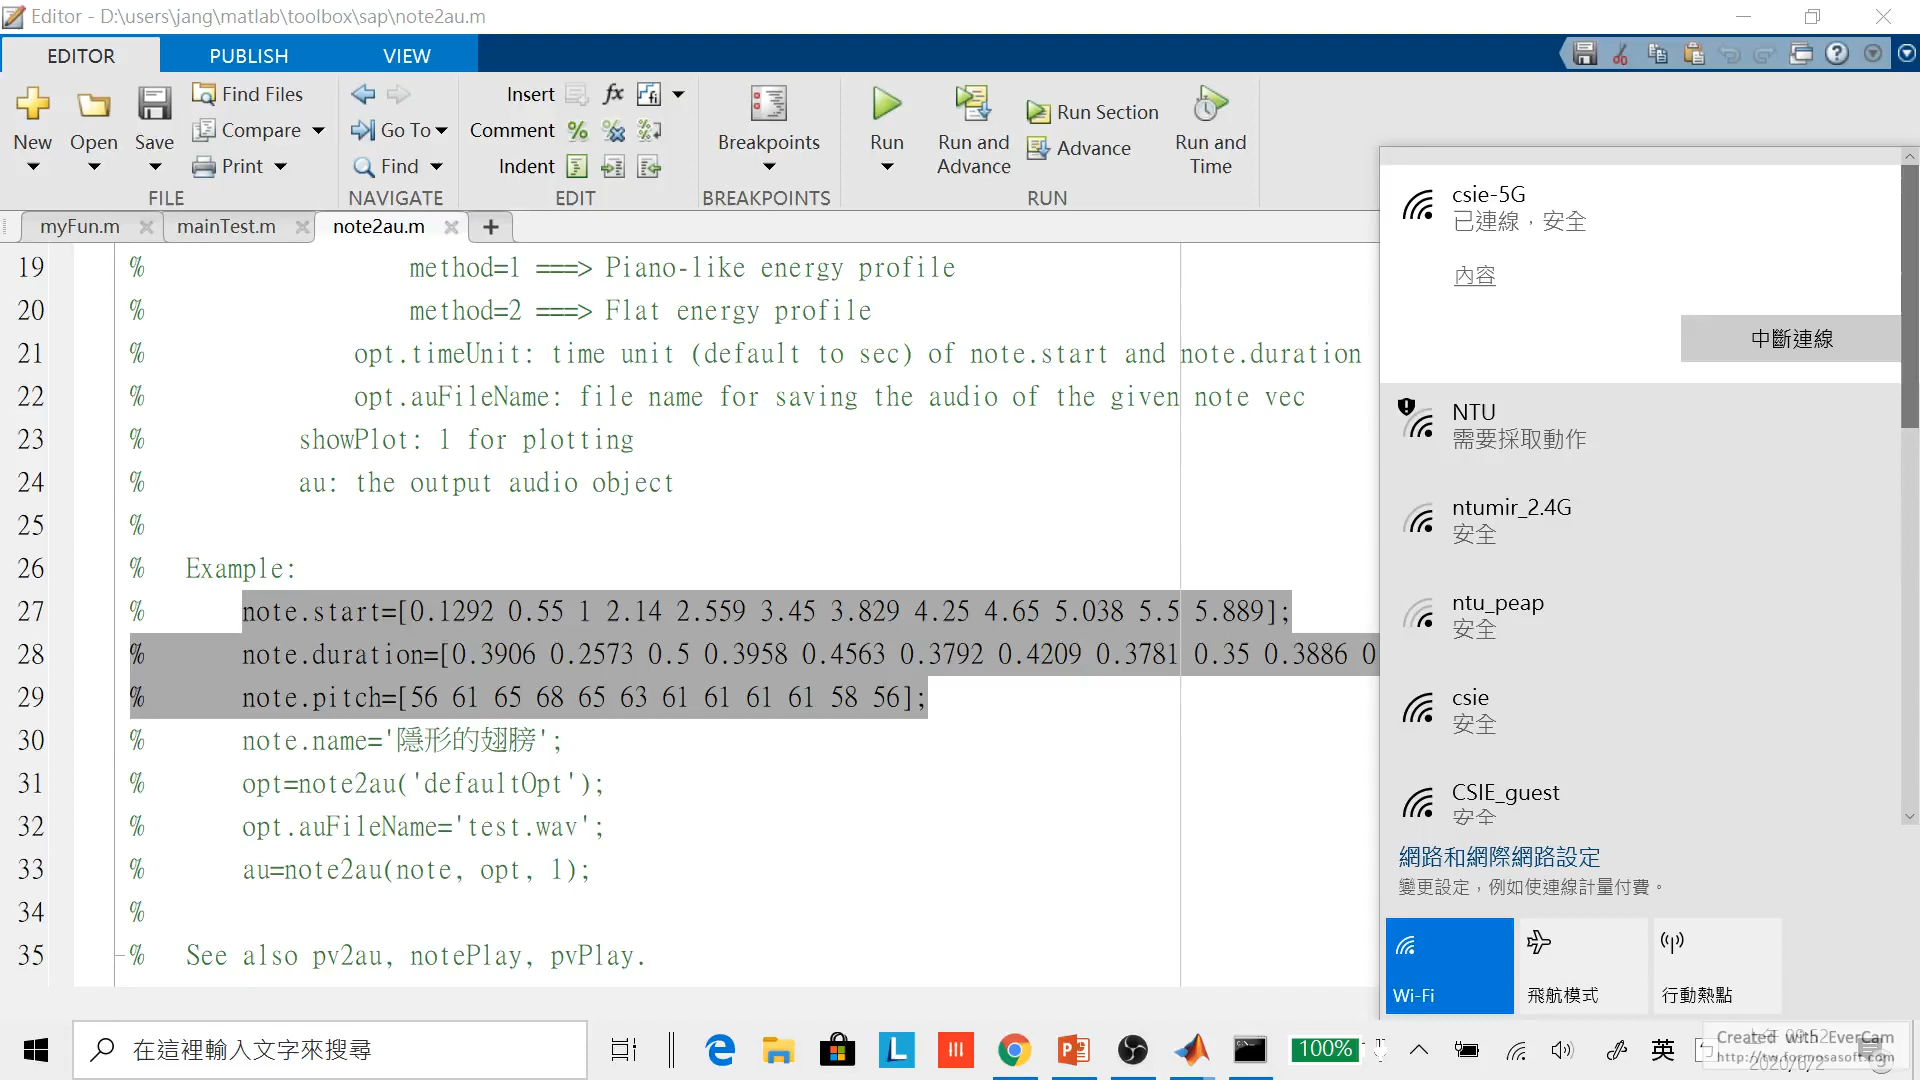 Editor - D:\users\jang\matlab\toolbox\sap\note2au.m
EDITOR PUBLISH VIEW
New Open Save Find Files Compare Print
FILE
Go To Find
NAVIGATE
Insert fx
Comment
Indent
EDIT
Breakpoints
BREAKPOINTS
Run Run and Advance Run Section Advance Run and Time
RUN
myFun.m mainTest.m note2au.m
19 % method=1 ===> Piano-like energy profile
20 % method=2 ===> Flat energy profile
21 % opt.timeUnit: time unit (default to sec) of note.start and note.duration
22 % opt.auFileName: file name for saving the audio of the given note vec
23 % showPlot: 1 for plotting
24 % au: the output audio object
25 %
26 % Example:
27 % note.start=[0.1292 0.55 1 2.14 2.559 3.45 3.829 4.25 4.65 5.038 5.5 5.889];
28 % note.duration=[0.3906 0.2573 0.5 0.3958 0.4563 0.3792 0.4209 0.3781 0.35 0.3886 0
29 % note.pitch=[56 61 65 68 65 63 61 61 61 61 58 56];
30 % note.name='隱形的翅膀';
31 % opt=note2au('defaultOpt');
32 % opt.auFileName='test.wav';
33 % au=note2au(note, opt, 1);
34 %
35 % See also pv2au, notePlay, pvPlay.
csie-5G
已連線，安全
內容
中斷連線
NTU
需要採取動作
ntumir_2.4G
安全
ntu_peap
安全
csie
安全
CSIE_guest
安全
網路和網際網路設定
變更設定，例如使連線計量付費。
Wi-Fi 飛航模式 行動熱點
在這裡輸入文字來搜尋
100%
英
Created with EverCam
http://tw.formosasoft.com
2020/6/2